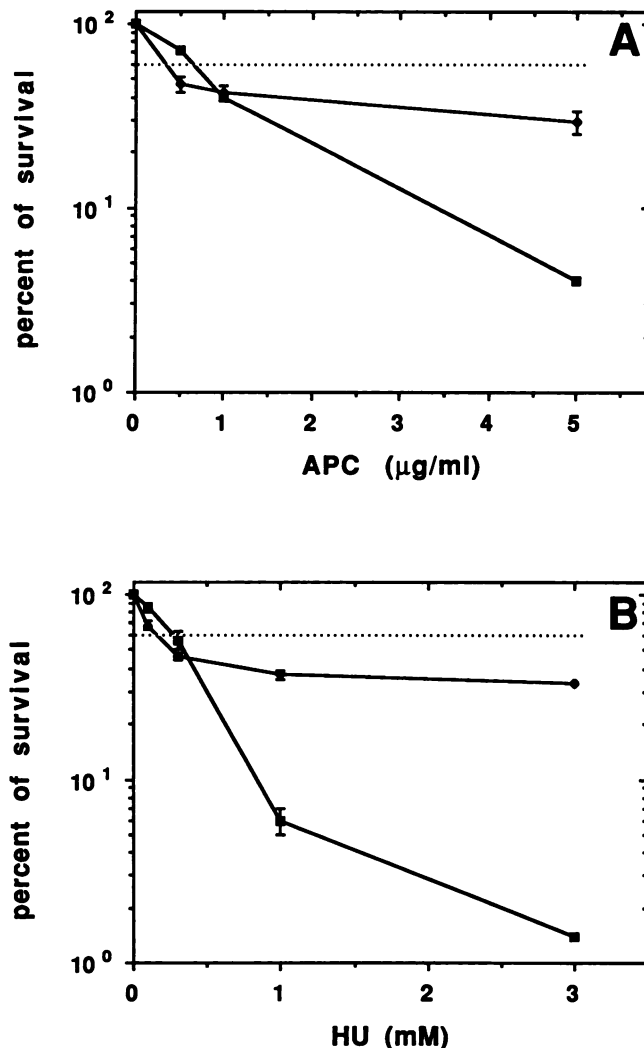 A
percent of survival
10²
10¹
10⁰
0 1 2 3 4 5
APC (μg/ml)
B
percent of survival
10²
10¹
10⁰
0 1 2 3
HU (mM)